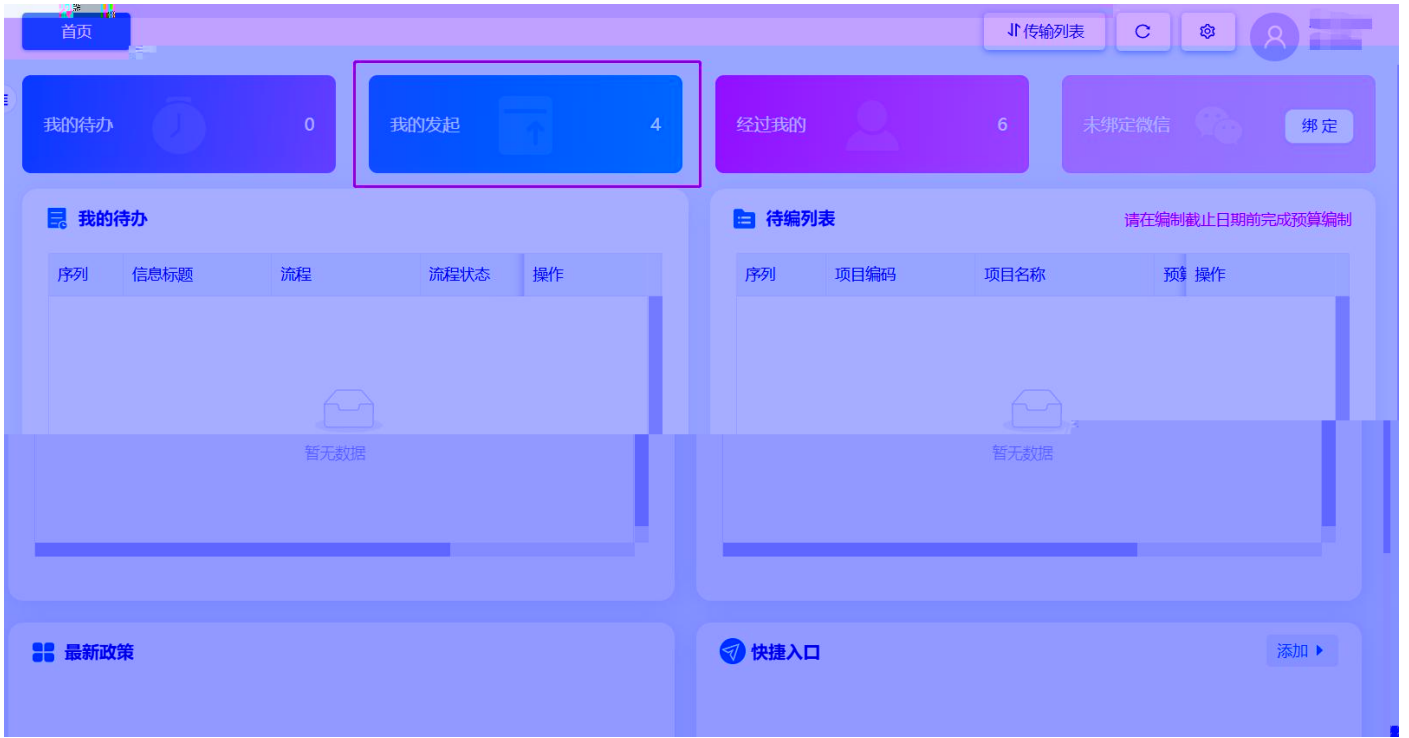 首页
传输列表
我的待办 0
我的发起 4
经过我的 6
未绑定微信 绑 定
我的待办
序列 信息标题 流程 流程状态 操作
暂无数据
待编列表 请在编制截止日期前完成预算编制
序列 项目编码 项目名称 预算 操作
暂无数据
最新政策
快捷入口 添加